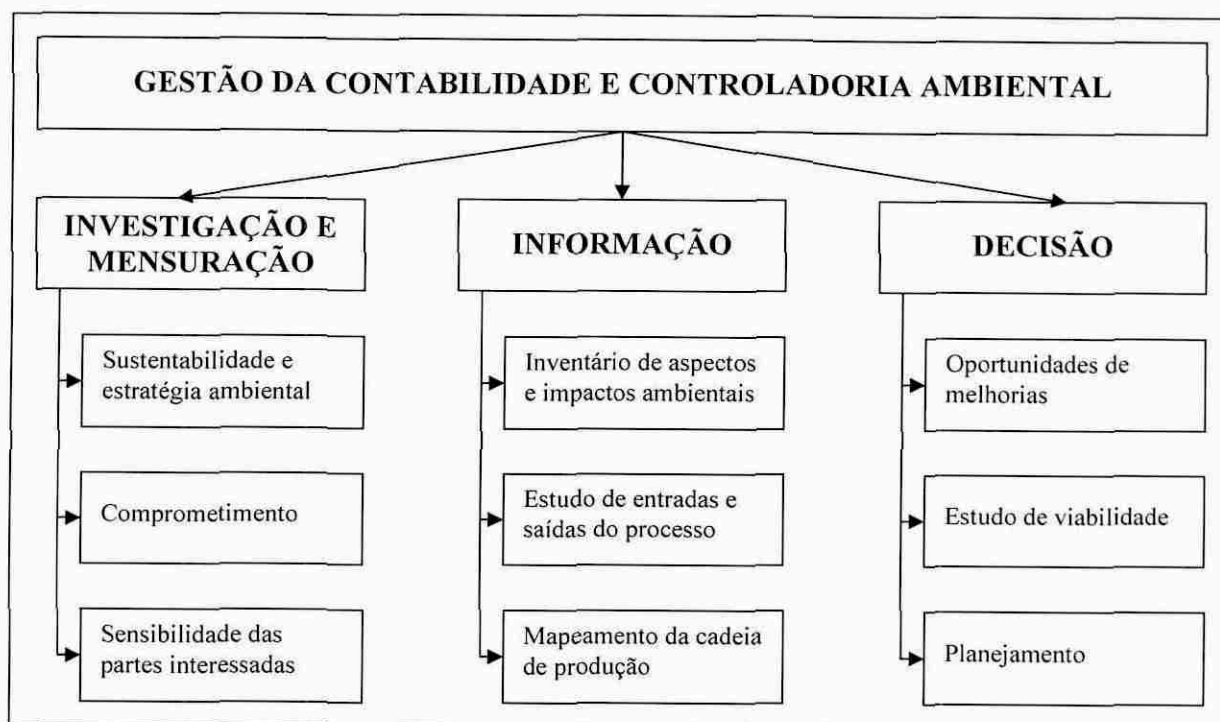 GESTÃO DA CONTABILIDADE E CONTROLADORIA AMBIENTAL
INVESTIGAÇÃO E
MENSURAÇÃO
Sustentabilidade e
estratégia ambiental
Comprometimento
Sensibilidade das
partes interessadas
INFORMAÇÃO
Inventário de aspectos
e impactos ambientais
Estudo de entradas e
saídas do processo
Mapeamento da cadeia
de produção
DECISÃO
Oportunidades de
melhorias
Estudo de viabilidade
Planejamento